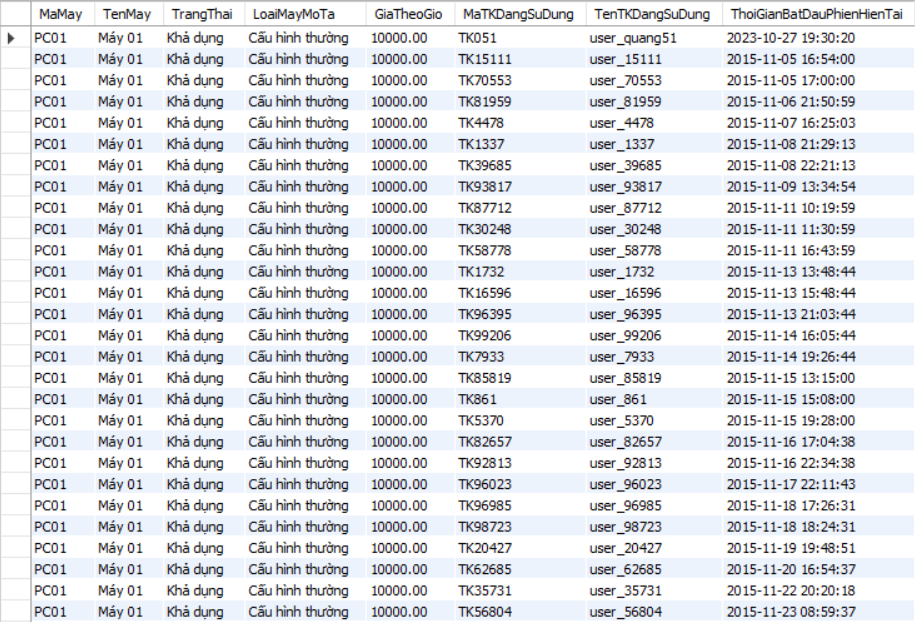 MaMay TenMay TrangThai LoaiMayMoTa GiaTheoGio MaTKDangSuDung TenTKDangSuDung ThoiGianBatDauPhienHienTai
PC01 Máy 01 Khả dụng Cấu hình thường 10000.00 TK051 user_quang51 2023-10-27 19:30:20
PC01 Máy 01 Khả dụng Cấu hình thường 10000.00 TK15111 user_15111 2015-11-05 16:54:00
PC01 Máy 01 Khả dụng Cấu hình thường 10000.00 TK70553 user_70553 2015-11-05 17:00:00
PC01 Máy 01 Khả dụng Cấu hình thường 10000.00 TK81959 user_81959 2015-11-06 21:50:59
PC01 Máy 01 Khả dụng Cấu hình thường 10000.00 TK4478 user_4478 2015-11-07 16:25:03
PC01 Máy 01 Khả dụng Cấu hình thường 10000.00 TK1337 user_1337 2015-11-08 21:29:13
PC01 Máy 01 Khả dụng Cấu hình thường 10000.00 TK39685 user_39685 2015-11-08 22:21:13
PC01 Máy 01 Khả dụng Cấu hình thường 10000.00 TK93817 user_93817 2015-11-09 13:34:54
PC01 Máy 01 Khả dụng Cấu hình thường 10000.00 TK87712 user_87712 2015-11-11 10:19:59
PC01 Máy 01 Khả dụng Cấu hình thường 10000.00 TK30248 user_30248 2015-11-11 11:30:59
PC01 Máy 01 Khả dụng Cấu hình thường 10000.00 TK58778 user_58778 2015-11-11 16:43:59
PC01 Máy 01 Khả dụng Cấu hình thường 10000.00 TK1732 user_1732 2015-11-13 13:48:44
PC01 Máy 01 Khả dụng Cấu hình thường 10000.00 TK16596 user_16596 2015-11-13 15:48:44
PC01 Máy 01 Khả dụng Cấu hình thường 10000.00 TK96395 user_96395 2015-11-13 21:03:44
PC01 Máy 01 Khả dụng Cấu hình thường 10000.00 TK99206 user_99206 2015-11-14 16:05:44
PC01 Máy 01 Khả dụng Cấu hình thường 10000.00 TK7933 user_7933 2015-11-14 19:26:44
PC01 Máy 01 Khả dụng Cấu hình thường 10000.00 TK85819 user_85819 2015-11-15 13:15:00
PC01 Máy 01 Khả dụng Cấu hình thường 10000.00 TK861 user_861 2015-11-15 15:08:00
PC01 Máy 01 Khả dụng Cấu hình thường 10000.00 TK5370 user_5370 2015-11-15 19:28:00
PC01 Máy 01 Khả dụng Cấu hình thường 10000.00 TK82657 user_82657 2015-11-16 17:04:38
PC01 Máy 01 Khả dụng Cấu hình thường 10000.00 TK92813 user_92813 2015-11-16 22:34:38
PC01 Máy 01 Khả dụng Cấu hình thường 10000.00 TK96023 user_96023 2015-11-17 22:11:43
PC01 Máy 01 Khả dụng Cấu hình thường 10000.00 TK96985 user_96985 2015-11-18 17:26:31
PC01 Máy 01 Khả dụng Cấu hình thường 10000.00 TK98723 user_98723 2015-11-18 18:24:31
PC01 Máy 01 Khả dụng Cấu hình thường 10000.00 TK20427 user_20427 2015-11-19 19:48:51
PC01 Máy 01 Khả dụng Cấu hình thường 10000.00 TK62685 user_62685 2015-11-20 16:54:37
PC01 Máy 01 Khả dụng Cấu hình thường 10000.00 TK35731 user_35731 2015-11-22 20:20:18
PC01 Máy 01 Khả dụng Cấu hình thường 10000.00 TK56804 user_56804 2015-11-23 08:59:37